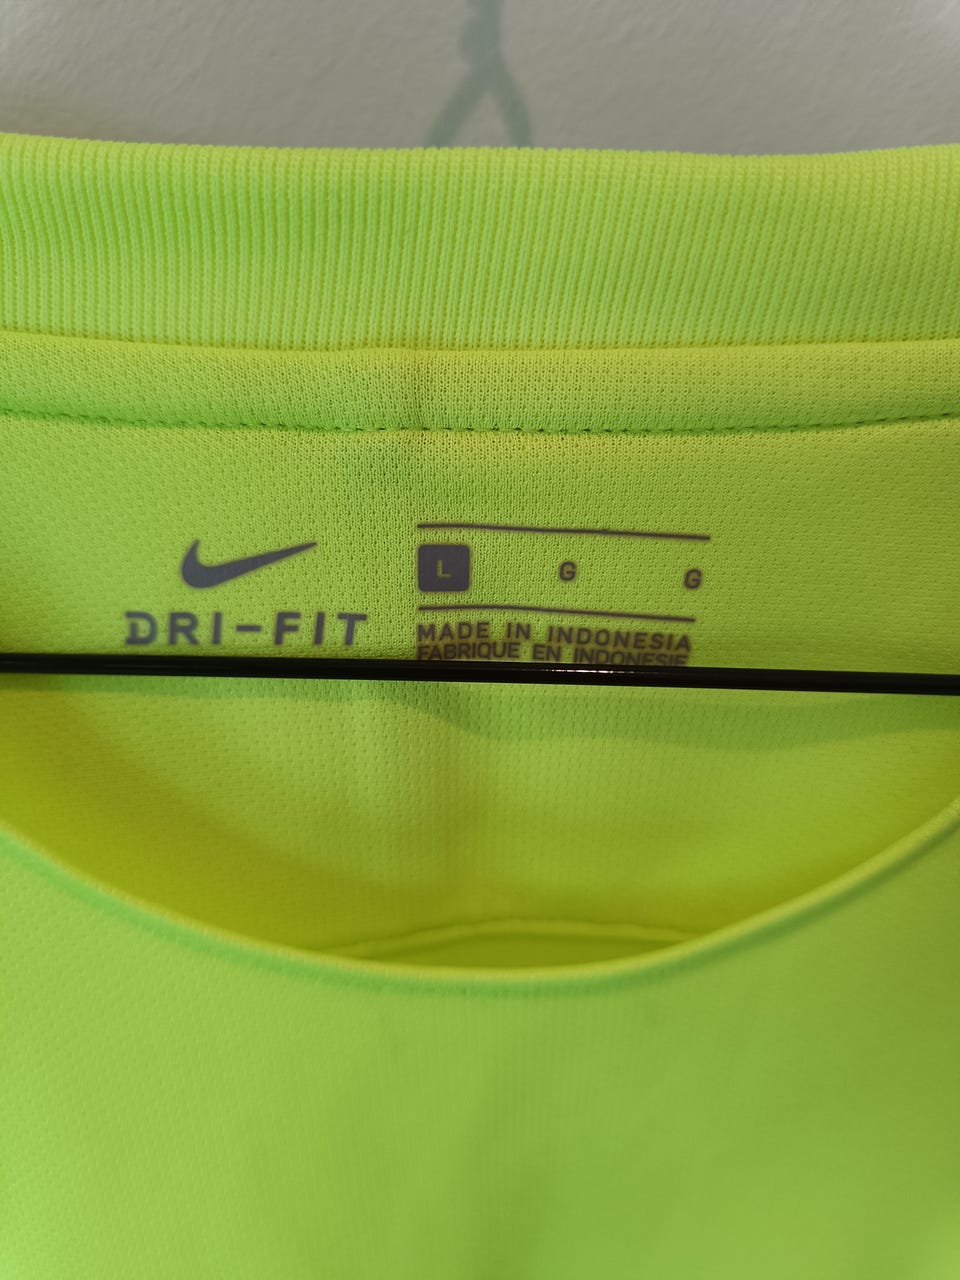 DRI-FIT
L G G
MADE IN INDONESIA
FABRIQUE EN INDONESIE